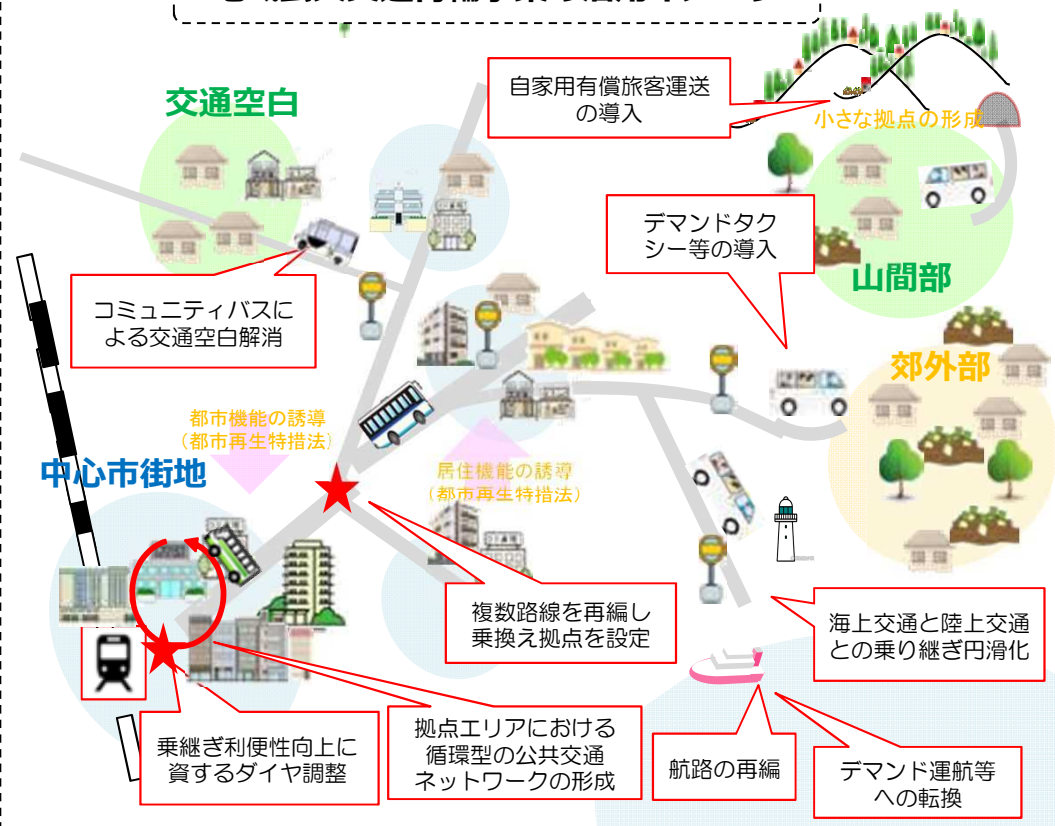 自家用有償旅客運送
の導入
交通空白
小さな拠点の形成
デマンドタク
シー等の導入
山間部
コミュニティバスに
よる交通空白解消
郊外部
都市機能の誘導
(都市再生特措法)
中心市街地
居住機能の誘導
(都市再生特措法)
複数路線を再編し
乗換え拠点を設定
海上交通と陸上交通
との乗り継ぎ円滑化
乗継ぎ利便性向上に
資するダイヤ調整
拠点エリアにおける
循環型の公共交通
ネットワークの形成
航路の再編
デマンド運航等
への転換